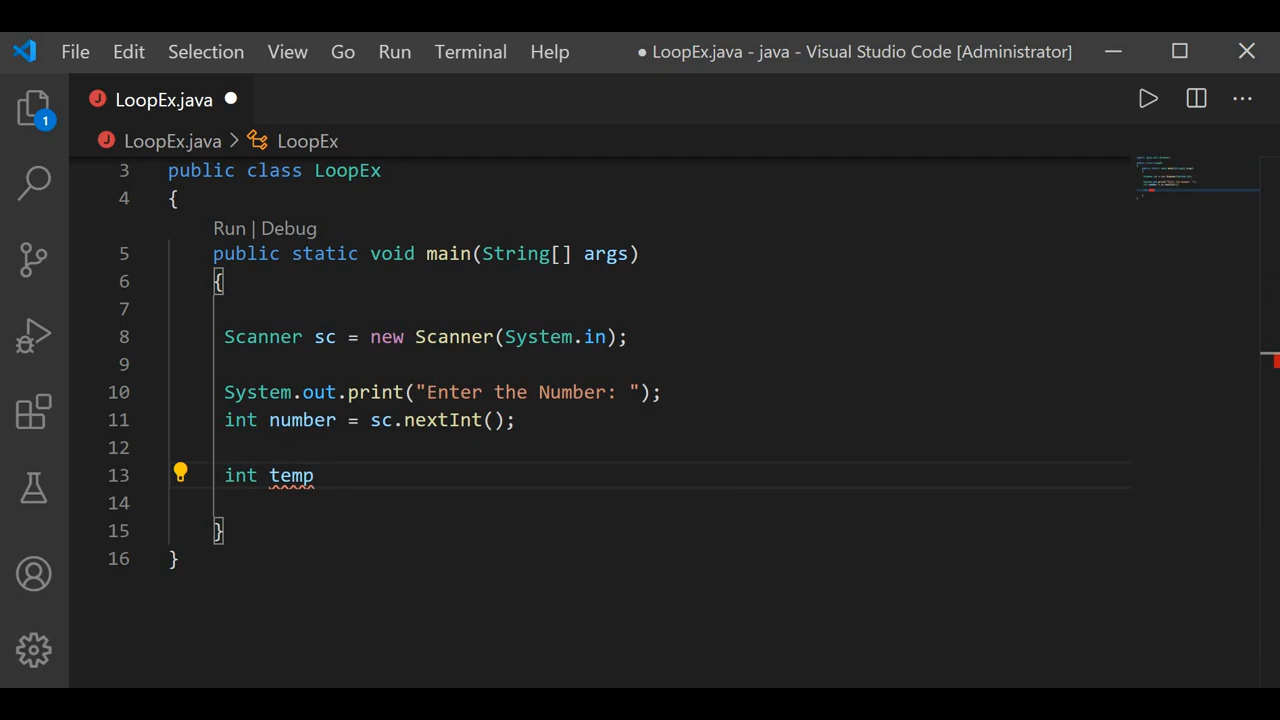 File Edit Selection View Go Run Terminal Help ● LoopEx.java - java - Visual Studio Code [Administrator]
LoopEx.java
1
LoopEx.java > LoopEx
3 public class LoopEx
4 {
Run | Debug
5 public static void main(String[] args)
6 {
7
8 Scanner sc = new Scanner(System.in);
9
10 System.out.print("Enter the Number: ");
11 int number = sc.nextInt();
12
13 int temp
14
15 }
16 }